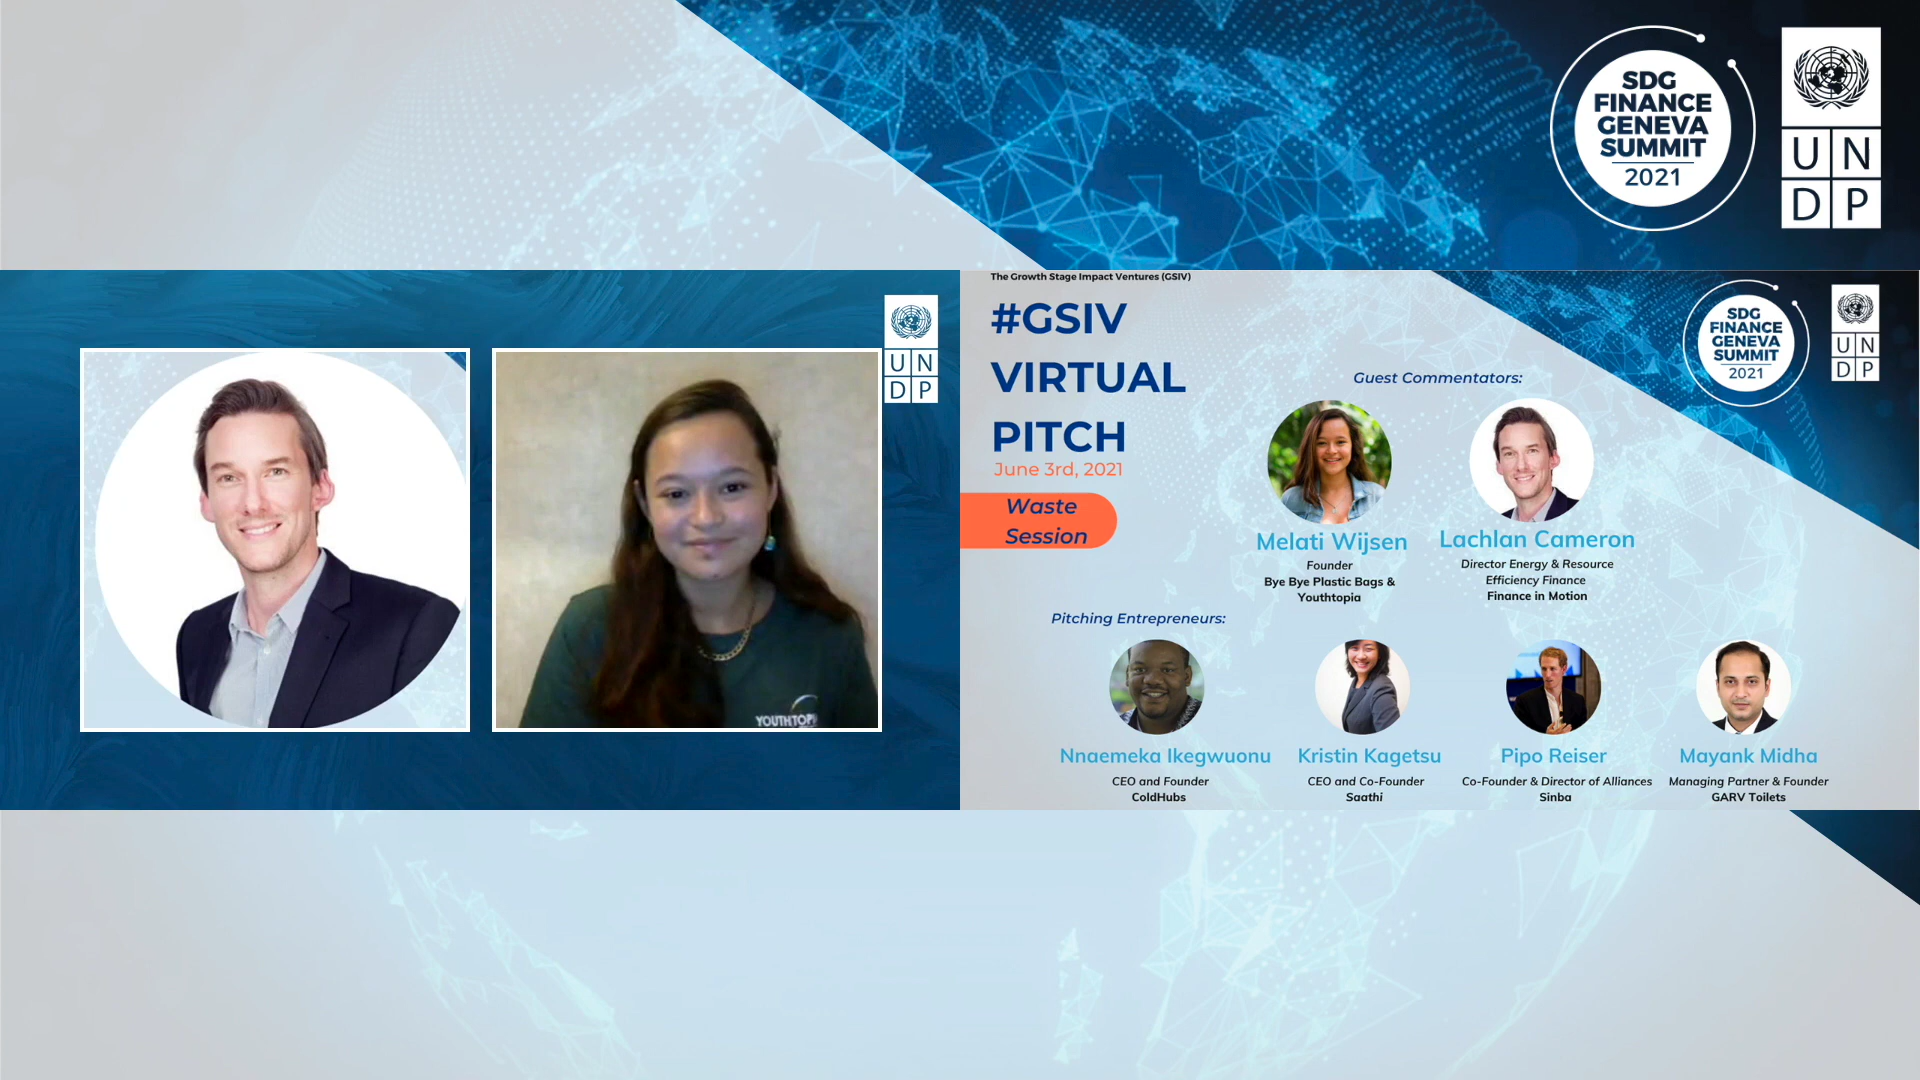 SDG
FINANCE
GENEVA
SUMMIT
2021
U N
D P
U N
D P
YOUTHTOPI
The Growth Stage Impact Ventures (GSIV)
#GSIV
VIRTUAL
PITCH
June 3rd, 2021
Waste
Session
SDG
FINANCE
GENEVA
SUMMIT
2021
U N
D P
Guest Commentators:
Melati Wijsen
Founder
Bye Bye Plastic Bags &
Youthtopia
Lachlan Cameron
Director Energy & Resource
Efficiency Finance
Finance in Motion
Pitching Entrepreneurs:
Nnaemeka Ikegwuonu
CEO and Founder
ColdHubs
Kristin Kagetsu
CEO and Co-Founder
Saathi
Pipo Reiser
Co-Founder & Director of Alliances
Sinba
Mayank Midha
Managing Partner & Founder
GARV Toilets